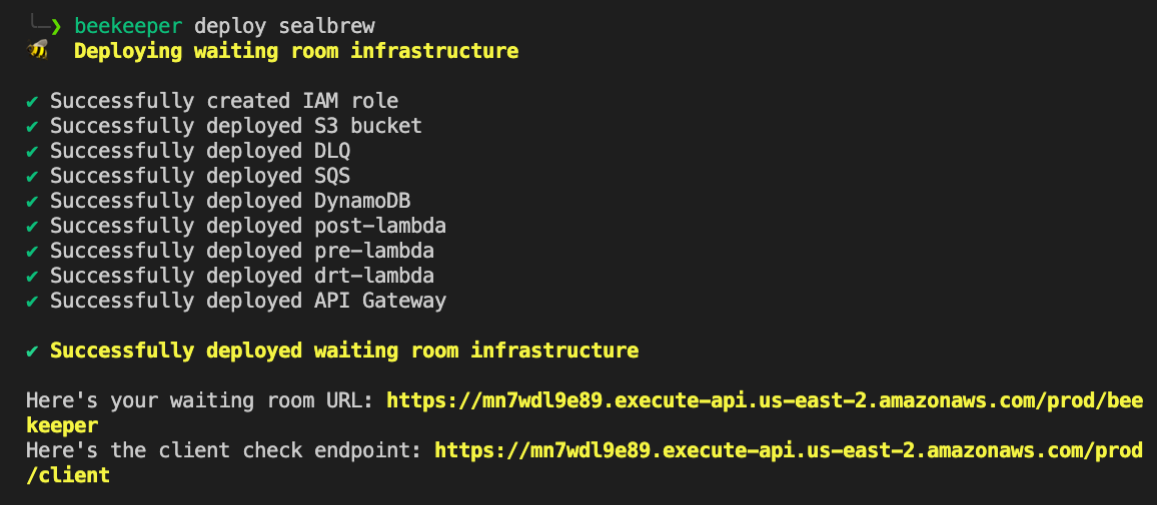 ❯ beekeeper deploy sealbrew
🐝 Deploying waiting room infrastructure
✔ Successfully created IAM role
✔ Successfully deployed S3 bucket
✔ Successfully deployed DLQ
✔ Successfully deployed SQS
✔ Successfully deployed DynamoDB
✔ Successfully deployed post-lambda
✔ Successfully deployed pre-lambda
✔ Successfully deployed drt-lambda
✔ Successfully deployed API Gateway
✔ Successfully deployed waiting room infrastructure
Here's your waiting room URL: https://mn7wdl9e89.execute-api.us-east-2.amazonaws.com/prod/bee
keeper
Here's the client check endpoint: https://mn7wdl9e89.execute-api.us-east-2.amazonaws.com/prod
/client